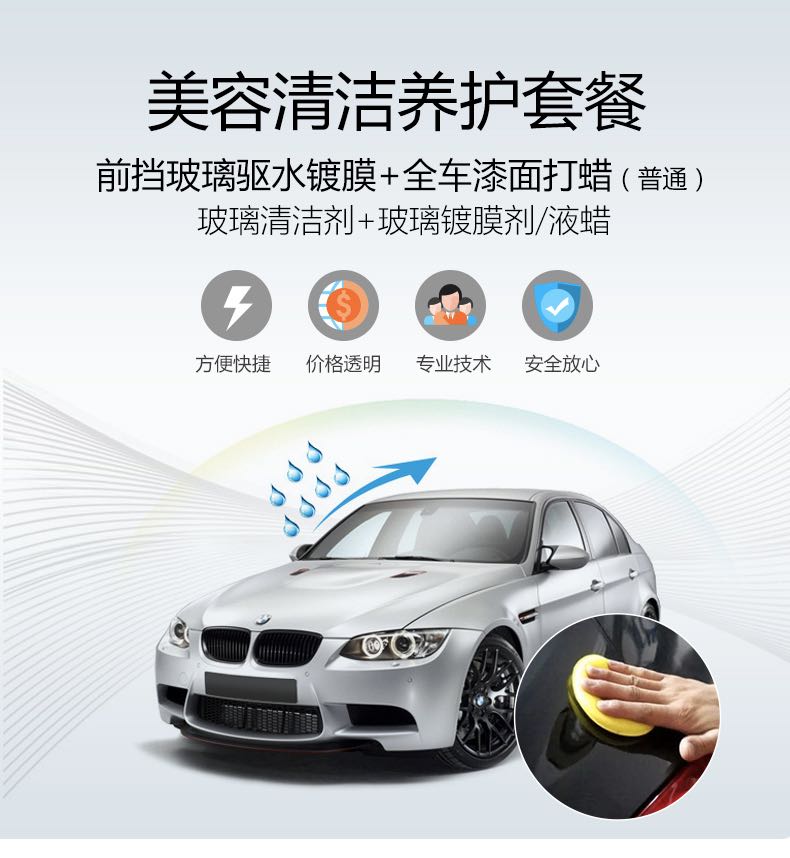 美容清洁养护套餐
前挡玻璃驱水镀膜+全车漆面打蜡（普通）
玻璃清洁剂+玻璃镀膜剂/液蜡
方便快捷 价格透明 专业技术 安全放心